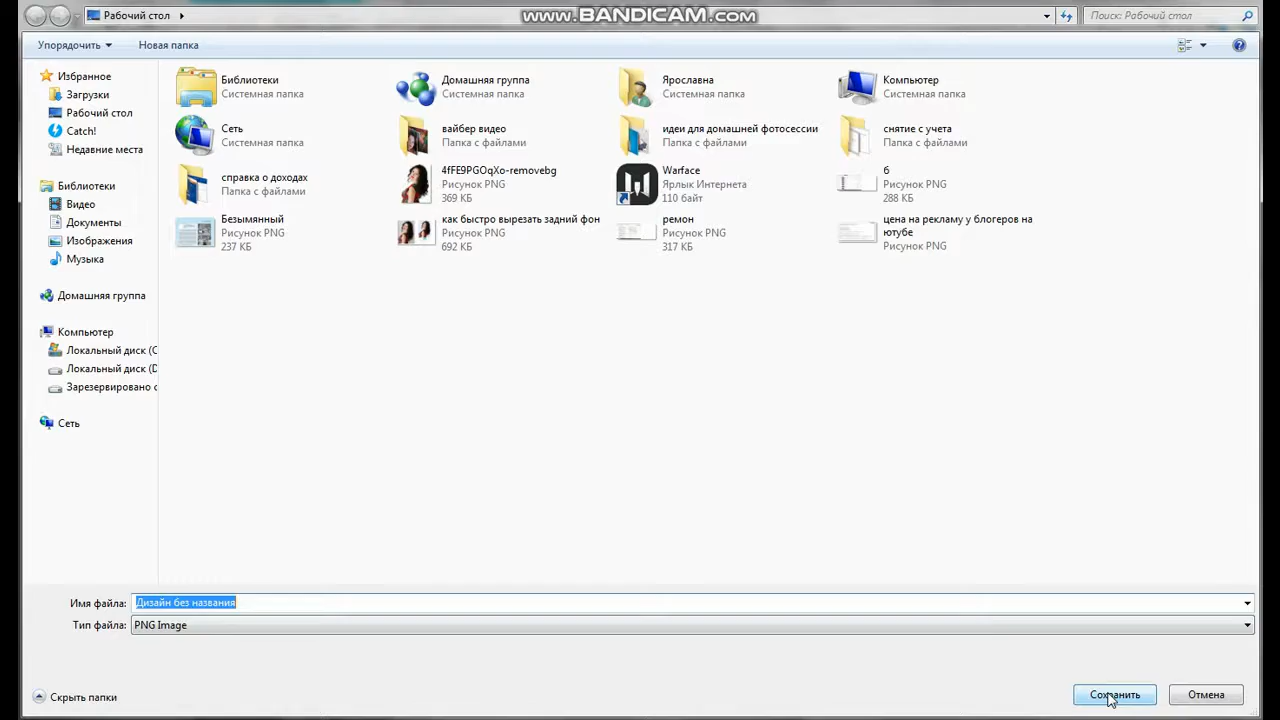 Рабочий стол
www.BANDICAM.com
Поиск: Рабочий стол
Упорядочить
Новая папка
Избранное
Загрузки
Рабочий стол
Catch!
Недавние места
Библиотеки
Видео
Документы
Изображения
Музыка
Домашняя группа
Компьютер
Локальный диск (C
Локальный диск (D
Зарезервировано с
Сеть
Библиотеки
Системная папка
Домашняя группа
Системная папка
Ярославна
Системная папка
Компьютер
Системная папка
Сеть
Системная папка
вайбер видео
Папка с файлами
идеи для домашней фотосессии
Папка с файлами
снятие с учета
Папка с файлами
справка о доходах
Папка с файлами
4fFE9PGOqXo-removebg
Рисунок PNG
369 КБ
Warface
Ярлык Интернета
110 байт
6
Рисунок PNG
288 КБ
Безымянный
Рисунок PNG
237 КБ
как быстро вырезать задний фон
Рисунок PNG
692 КБ
ремон
Рисунок PNG
317 КБ
цена на рекламу у блогеров на
ютубе
Рисунок PNG
Имя файла:
Дизайн без названия
Тип файла:
PNG Image
Скрыть папки
Сохранить
Отмена